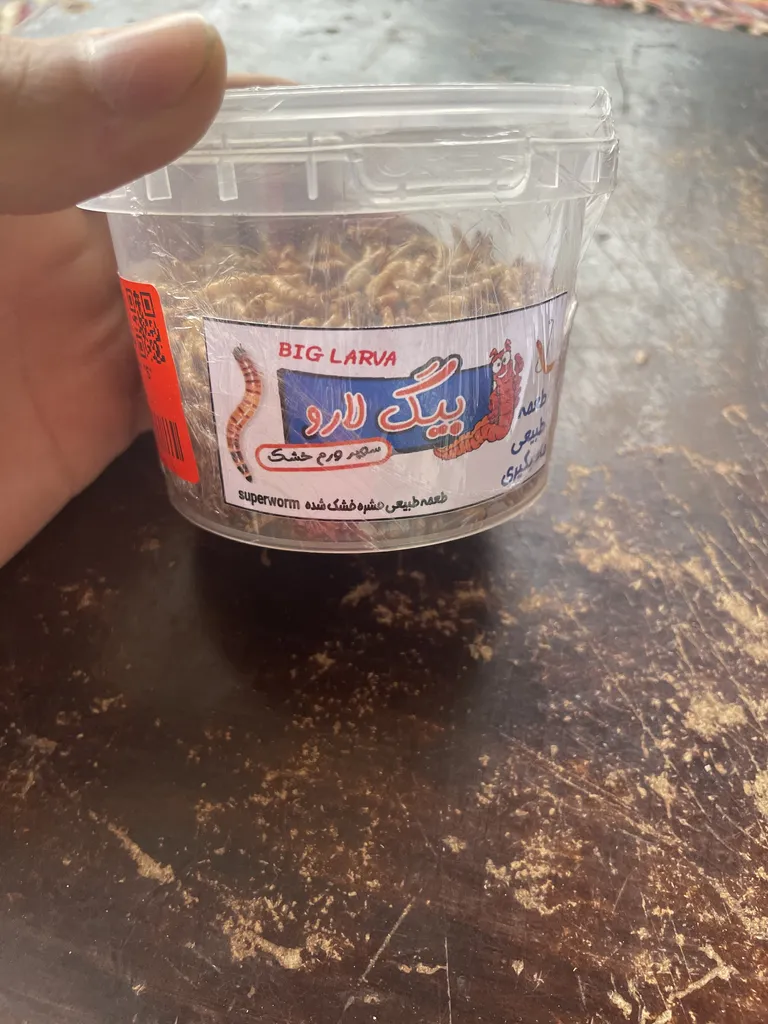 BIG LARVA
بیگ لارو
سوپر ورم خشک
superworm طعمه طبیعی حشره خشک شده
طعمه
طبیعی